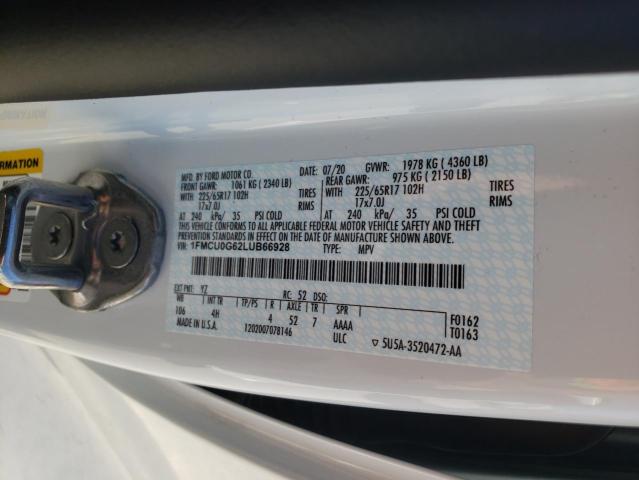 FORMATION
MFD. BY FORD MOTOR CO. DATE: 07/20 GVWR: 1978 KG ( 4360 LB)
FRONT GAWR: 1061 KG ( 2340 LB) REAR GAWR: 975 KG ( 2150 LB)
WITH 225/65R17 102H TIRES WITH 225/65R17 102H TIRES
17x7.0J RIMS 17x7.0J RIMS
AT 240 kPa/ 35 PSI COLD AT 240 kPa/ 35 PSI COLD
THIS VEHICLE CONFORMS TO ALL APPLICABLE FEDERAL MOTOR VEHICLE SAFETY AND THEFT
PREVENTION STANDARDS IN EFFECT ON THE DATE OF MANUFACTURE SHOWN ABOVE.
VIN: 1FMCU0G62LUB66928 TYPE: MPV
EXT PNT: YZ RC: 52 DSO:
WB INT TR TP/PS R AXLE TR SPR
106 4H 4 52 7 AAAA F0162
MADE IN U.S.A. 1202007078146 ULC T0163
5U5A-3520472-AA